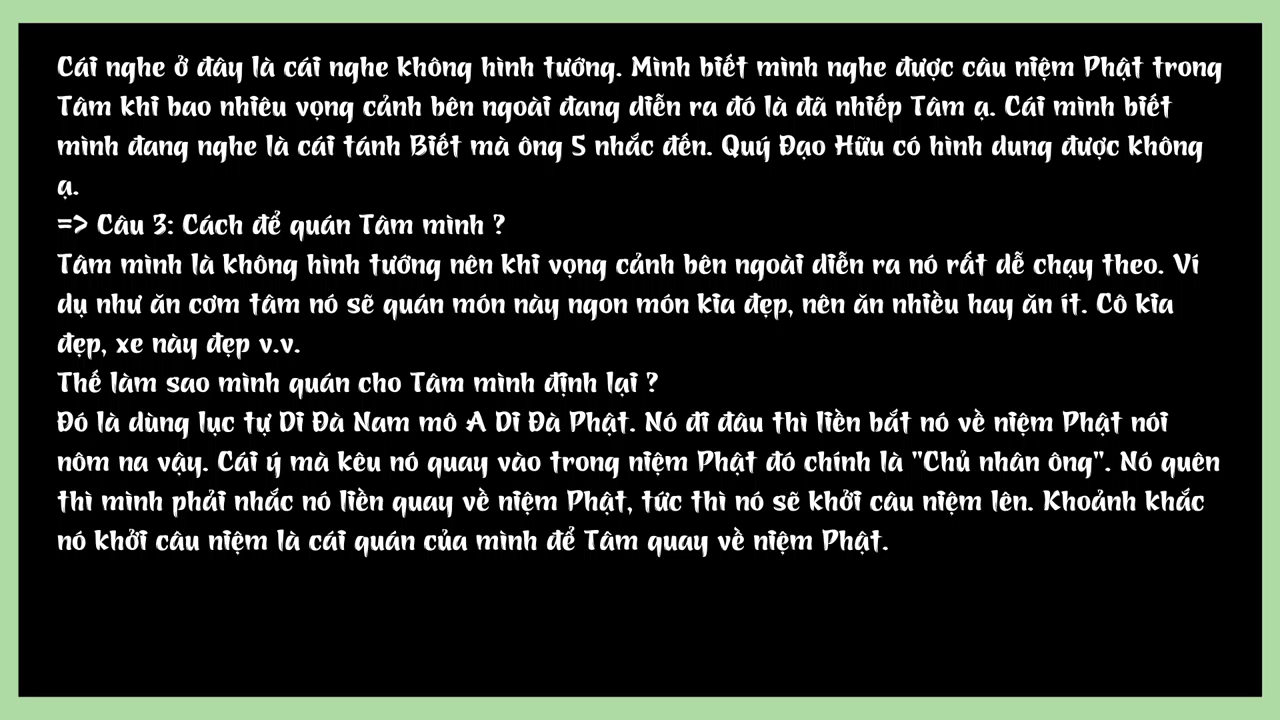 Cái nghe ở đây là cái nghe không hình tướng. Mình biết mình nghe được câu niệm Phật trong
Tâm khi bao nhiêu vọng cảnh bên ngoài đang diễn ra đó là đã nhiếp Tâm ạ. Cái mình biết
mình đang nghe là cái tánh Biết mà ông 5 nhắc đến. Quý Đạo Hữu có hình dung được không
ạ.
=> Câu 3: Cách để quán Tâm mình ?
Tâm mình là không hình tướng nên khi vọng cảnh bên ngoài diễn ra nó rất dễ chạy theo. Ví
dụ như ăn cơm tâm nó sẽ quán món này ngon món kia đẹp, nên ăn nhiều hay ăn ít. Cô kia
đẹp, xe này đẹp v.v.
Thế làm sao mình quán cho Tâm mình định lại ?
Đó là dùng lục tự Di Đà Nam mô A Di Đà Phật. Nó đi đâu thì liền bắt nó về niệm Phật nói
nôm na vậy. Cái ý mà kêu nó quay vào trong niệm Phật đó chính là "Chủ nhân ông". Nó quên
thì mình phải nhắc nó liền quay về niệm Phật, tức thì nó sẽ khởi câu niệm lên. Khoảnh khắc
nó khởi câu niệm là cái quán của mình để Tâm quay về niệm Phật.